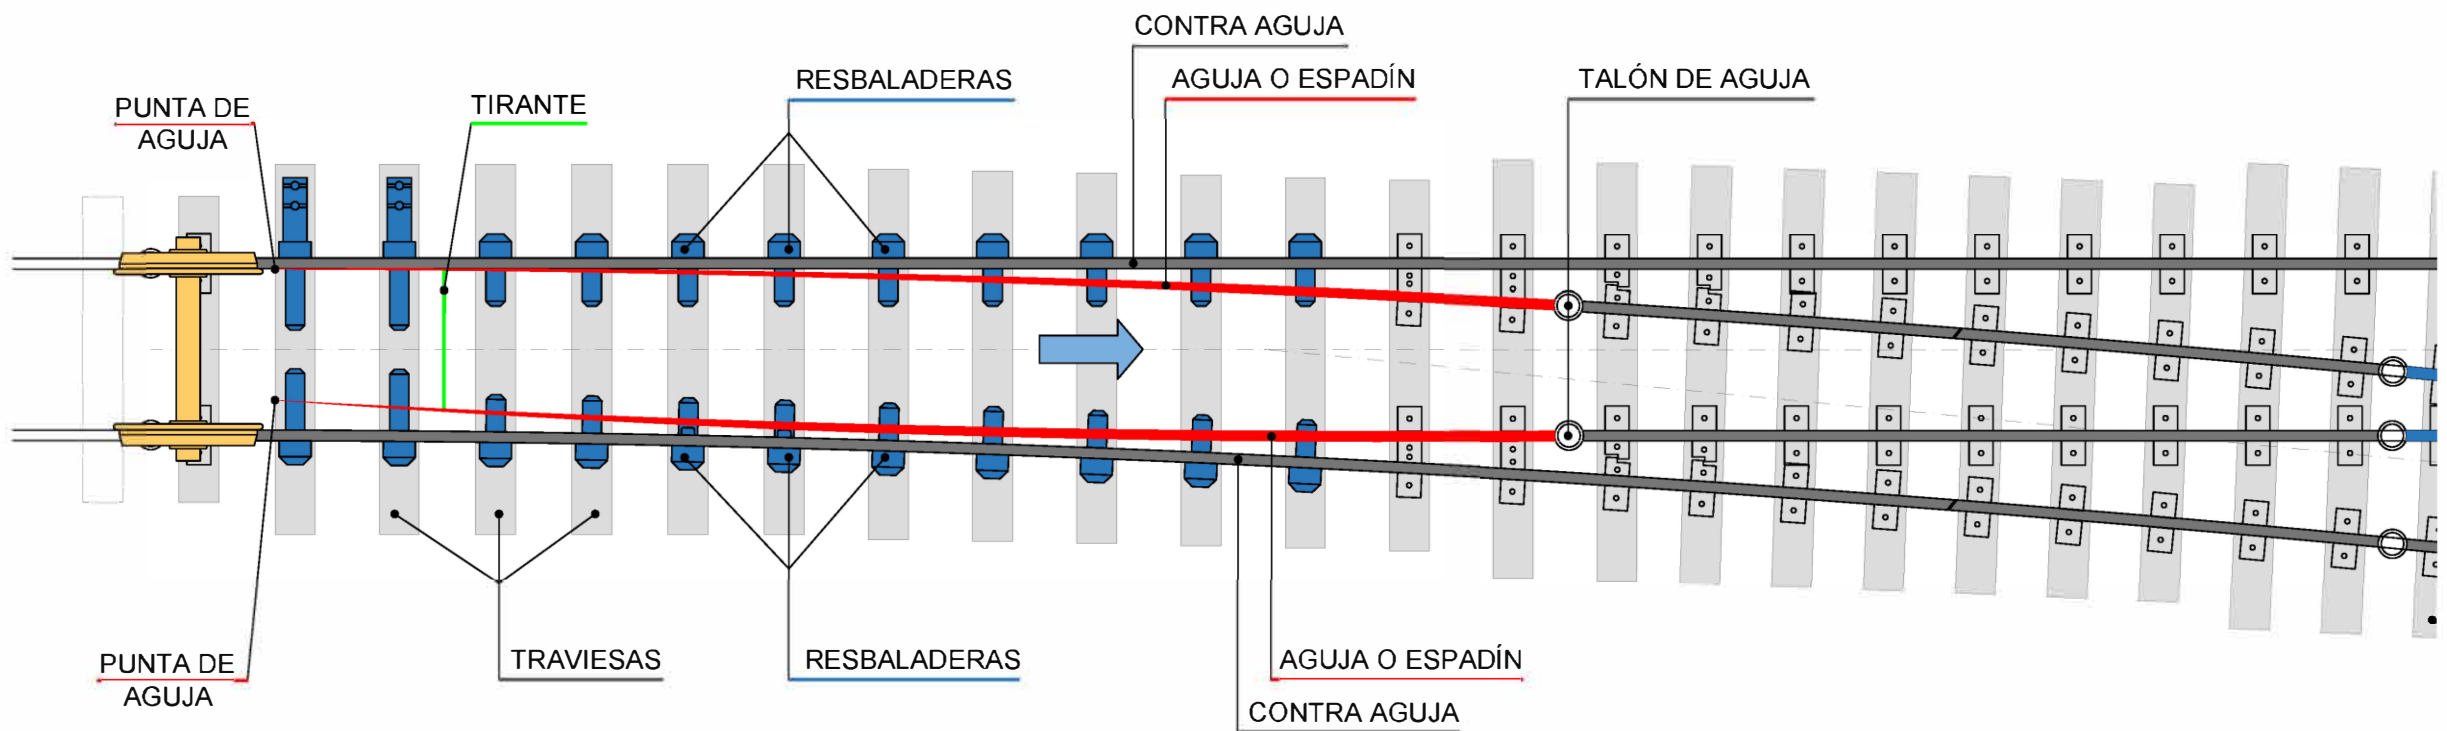 CONTRA AGUJA
RESBALADERAS
AGUJA O ESPADÍN
TALÓN DE AGUJA
PUNTA DE
AGUJA
TIRANTE
PUNTA DE
AGUJA
TRAVIESAS
RESBALADERAS
AGUJA O ESPADÍN
CONTRA AGUJA